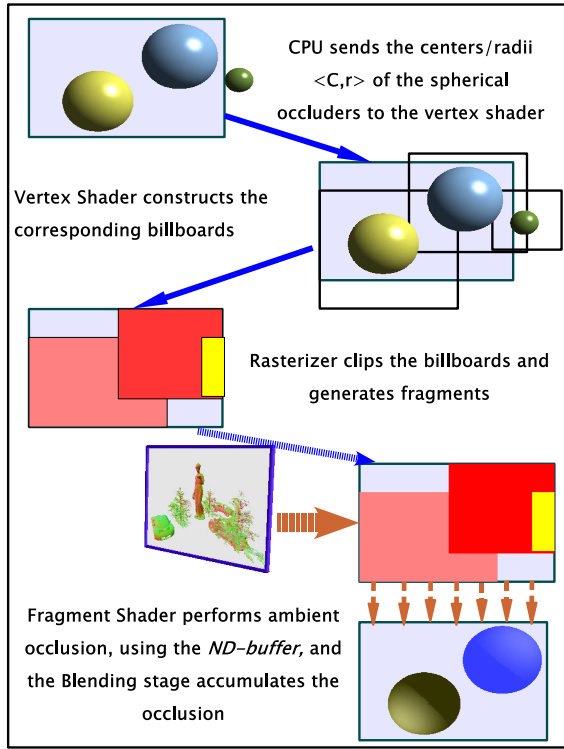 CPU sends the centers/radii
<C,r> of the spherical
occluders to the vertex shader
Vertex Shader constructs the
corresponding billboards
Rasterizer clips the billboards and
generates fragments
Fragment Shader performs ambient
occlusion, using the ND-buffer, and
the Blending stage accumulates the
occlusion